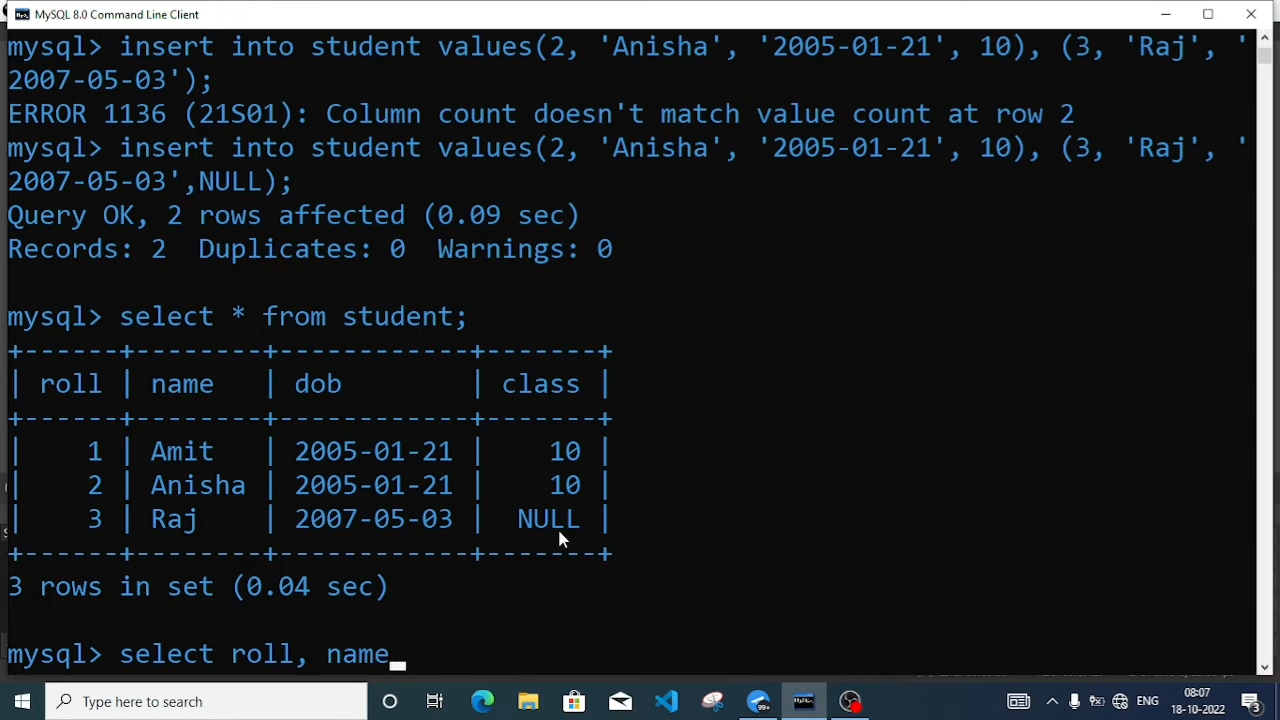 MySQL 8.0 Command Line Client
mysql> insert into student values(2, 'Anisha', '2005-01-21', 10), (3, 'Raj', '
2007-05-03');
ERROR 1136 (21S01): Column count doesn't match value count at row 2
mysql> insert into student values(2, 'Anisha', '2005-01-21', 10), (3, 'Raj', '
2007-05-03',NULL);
Query OK, 2 rows affected (0.09 sec)
Records: 2  Duplicates: 0  Warnings: 0
mysql> select * from student;
+------+--------+------------+-------+
| roll | name   | dob        | class |
+------+--------+------------+-------+
|    1 | Amit   | 2005-01-21 |    10 |
|    2 | Anisha | 2005-01-21 |    10 |
|    3 | Raj    | 2007-05-03 |  NULL |
+------+--------+------------+-------+
3 rows in set (0.04 sec)
mysql> select roll, name
Type here to search
99+
ENG
08:07
18-10-2022
3